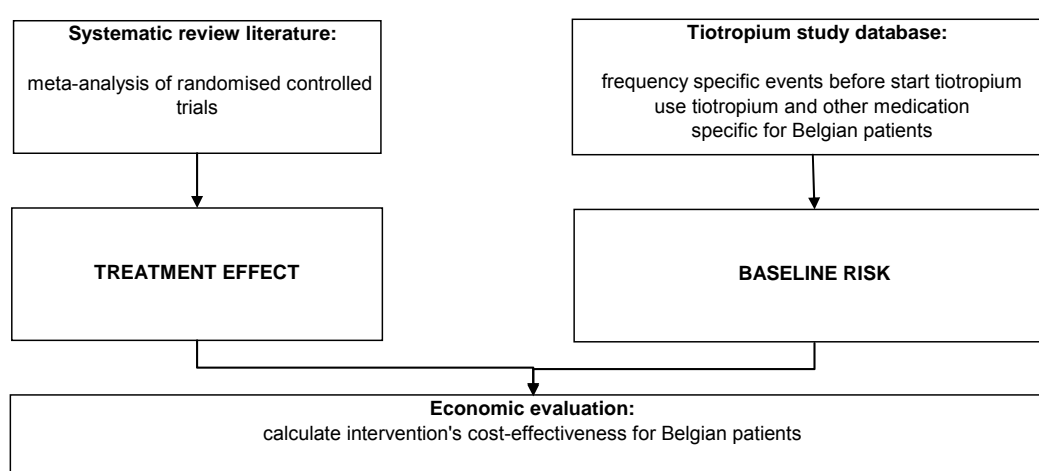 Systematic review literature:
meta-analysis of randomised controlled
trials
Tiotropium study database:
frequency specific events before start tiotropium
use tiotropium and other medication
specific for Belgian patients
TREATMENT EFFECT
BASELINE RISK
Economic evaluation:
calculate intervention's cost-effectiveness for Belgian patients